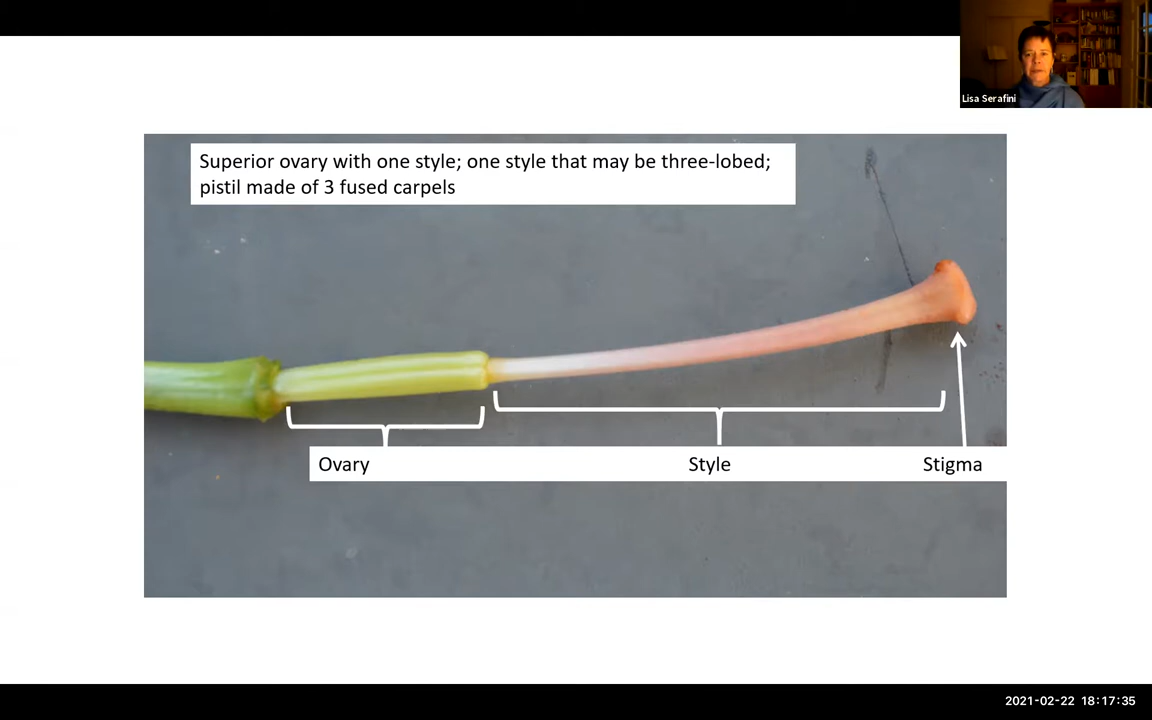 Lisa Serafini
Superior ovary with one style; one style that may be three-lobed;
pistil made of 3 fused carpels
Ovary
Style
Stigma
2021-02-22 18:17:35